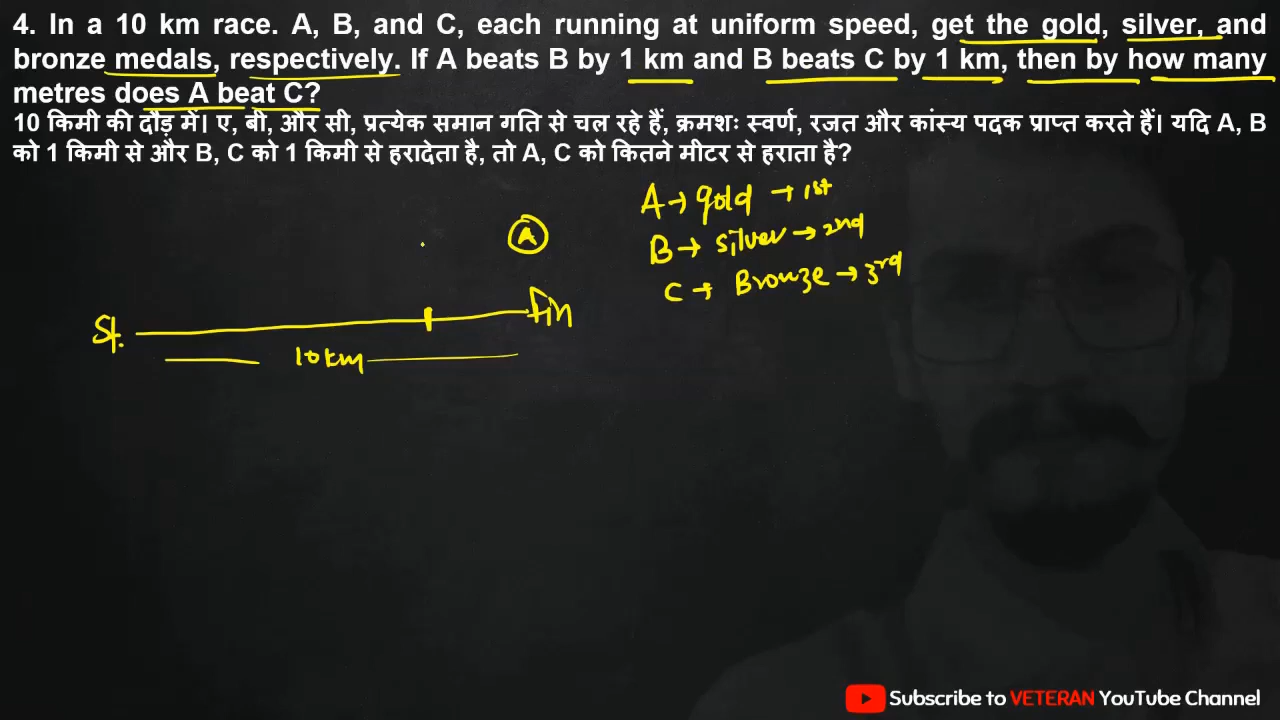 4. In a 10 km race. A, B, and C, each running at uniform speed, get the gold, silver, and
bronze medals, respectively. If A beats B by 1 km and B beats C by 1 km, then by how many
metres does A beat C?
10 किमी की दौड़ में। ए, बी, और सी, प्रत्येक समान गति से चल रहे हैं, क्रमशः स्वर्ण, रजत और कांस्य पदक प्राप्त करते हैं। यदि A, B
को 1 किमी से और B, C को 1 किमी से हरादेता है, तो A, C को कितने मीटर से हराता है?
A → gold → 1st
B → silver → 2nd
C → Bronze → 3rd
A
St. Fin
10 km
Subscribe to VETERAN YouTube Channel